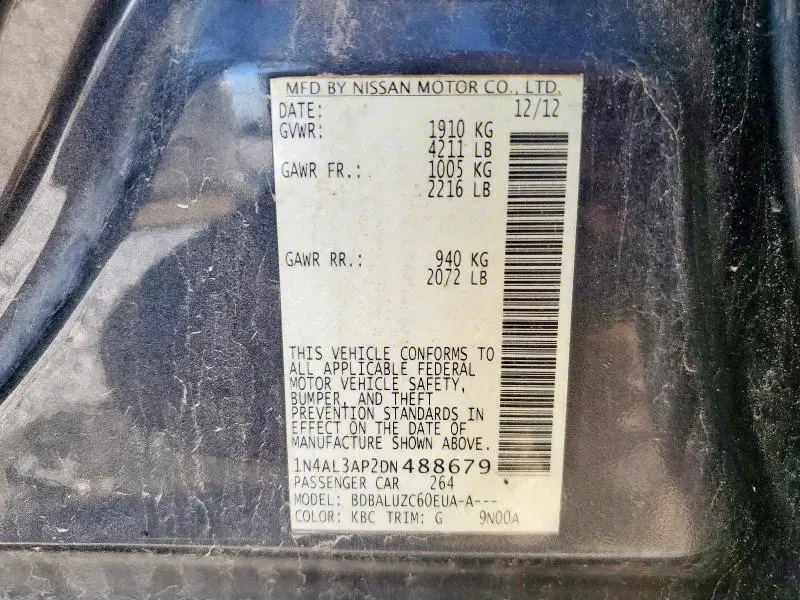 MFD BY NISSAN MOTOR CO., LTD.
DATE: 12/12
GVWR: 1910 KG
4211 LB
GAWR FR.: 1005 KG
2216 LB
GAWR RR.: 940 KG
2072 LB
THIS VEHICLE CONFORMS TO
ALL APPLICABLE FEDERAL
MOTOR VEHICLE SAFETY,
BUMPER, AND THEFT
PREVENTION STANDARDS IN
EFFECT ON THE DATE OF
MANUFACTURE SHOWN ABOVE.
1N4AL3AP2DN488679
PASSENGER CAR 264
MODEL: BDBALUZC60EUA-A---
COLOR: KBC TRIM: G 9N00A